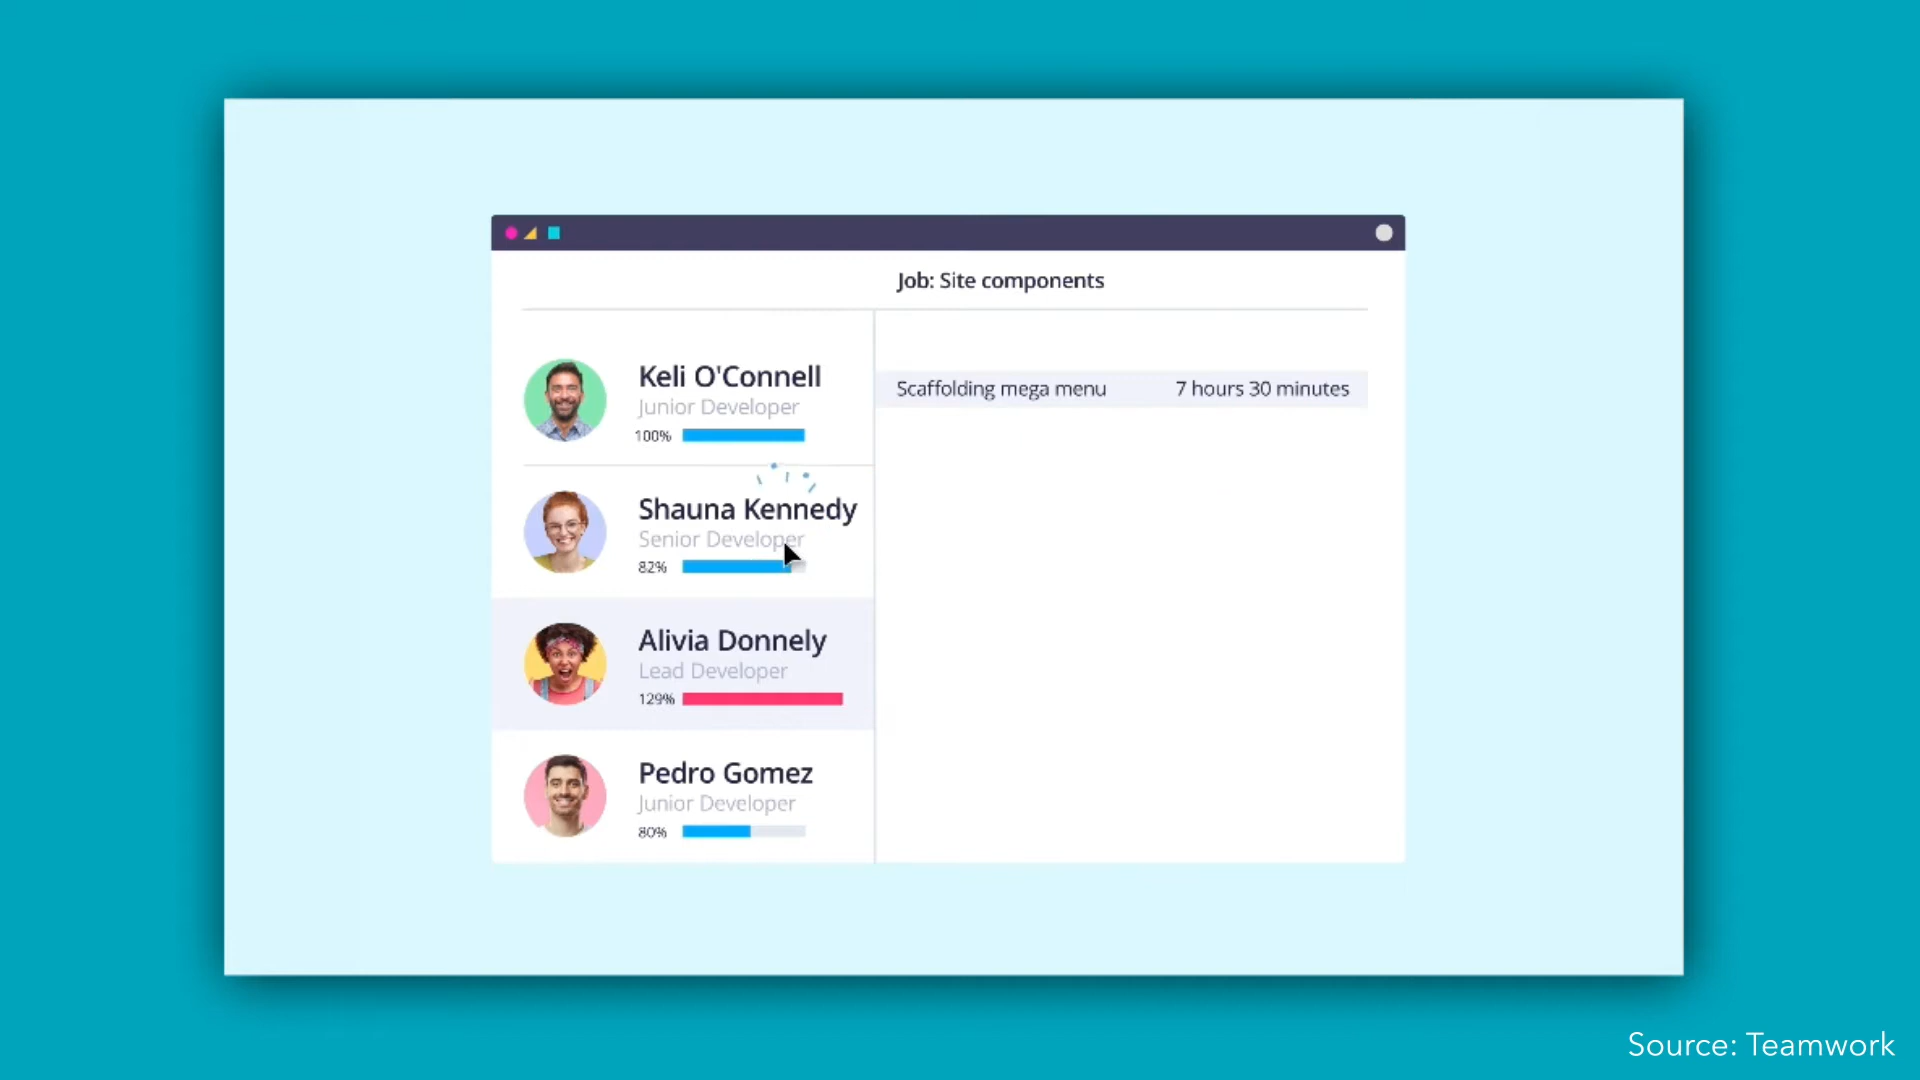 Job: Site components
Keli O'Connell
Junior Developer
100%
Scaffolding mega menu 7 hours 30 minutes
Shauna Kennedy
Senior Developer
82%
Alivia Donnely
Lead Developer
129%
Pedro Gomez
Junior Developer
80%
Source: Teamwork